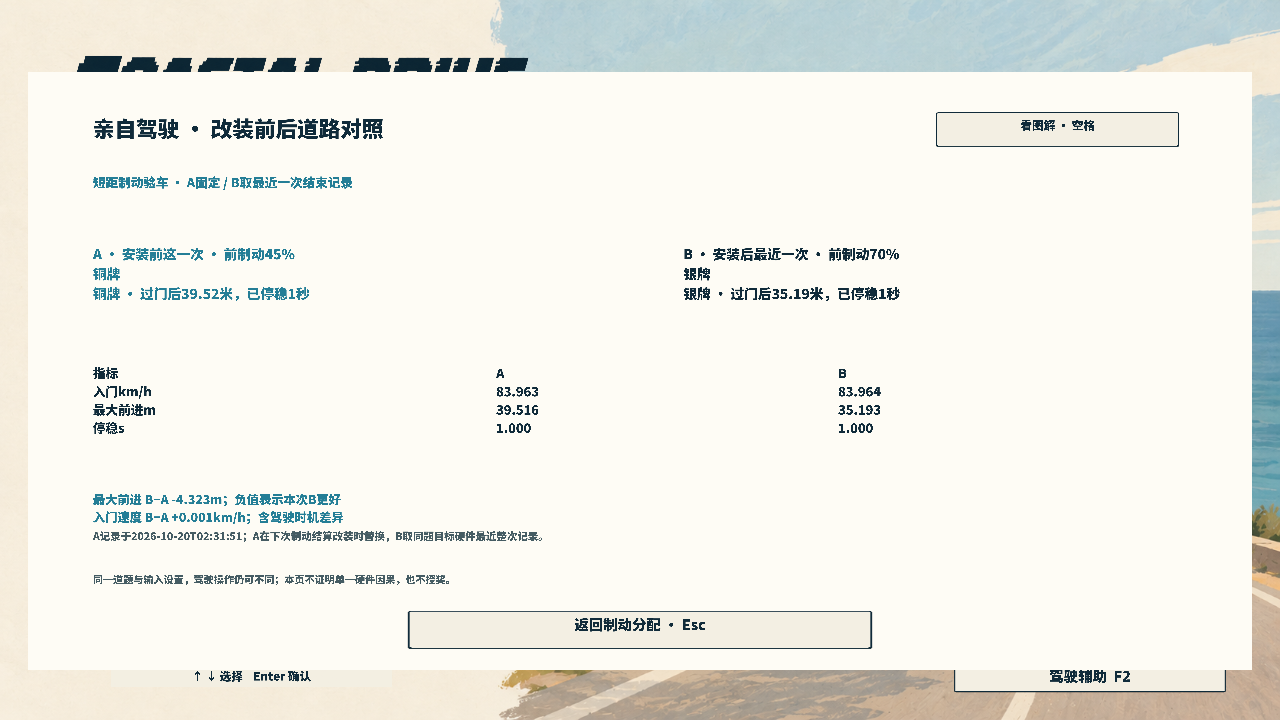 亲自驾驶 · 改装前后道路对照
看图解 · 空格
短距制动验车 · A固定 / B取最近一次结束记录
A · 安装前这一次 · 前制动45%
铜牌
铜牌 · 过门后39.52米，已停稳1秒
B · 安装后最近一次 · 前制动70%
银牌
银牌 · 过门后35.19米，已停稳1秒
指标 A B
入门km/h 83.963 83.964
最大前进m 39.516 35.193
停稳s 1.000 1.000
最大前进 B−A -4.323m；负值表示本次B更好
入门速度 B−A +0.001km/h；含驾驶时机差异
A记录于2026-10-20T02:31:51；A在下次制动结算改装时替换，B取同题目标硬件最近整次记录。
同一道题与输入设置，驾驶操作仍可不同；本页不证明单一硬件因果，也不授奖。
返回制动分配 · Esc
↑ ↓ 选择 Enter 确认
驾驶辅助 F2